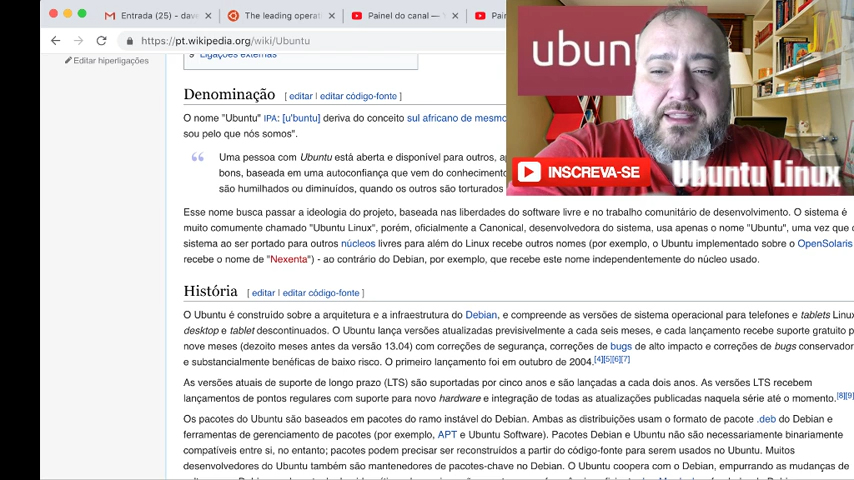 Entrada (25) - dav
The leading opera
Painel do canal —
Pain
https://pt.wikipedia.org/wiki/Ubuntu
Editar hiperligações
9 Ligações externas
ubun
INSCREVA-SE
Ubuntu Linux
Denominação [ editar | editar código-fonte ]
O nome "Ubuntu" IPA: [u'buntu] deriva do conceito sul africano de mesmo
sou pelo que nós somos".
“ Uma pessoa com Ubuntu está aberta e disponível para outros,
bons, baseada em uma autoconfiança que vem do conhecimento
são humilhados ou diminuídos, quando os outros são torturados
Esse nome busca passar a ideologia do projeto, baseada nas liberdades do software livre e no trabalho comunitário de desenvolvimento. O sistema é
muito comumente chamado "Ubuntu Linux", porém, oficialmente a Canonical, desenvolvedora do sistema, usa apenas o nome "Ubuntu", uma vez que
sistema ao ser portado para outros núcleos livres para além do Linux recebe outros nomes (por exemplo, o Ubuntu implementado sobre o OpenSolaris
recebe o nome de "Nexenta") - ao contrário do Debian, por exemplo, que recebe este nome independentemente do núcleo usado.
História [ editar | editar código-fonte ]
O Ubuntu é construído sobre a arquitetura e a infraestrutura do Debian, e compreende as versões de sistema operacional para telefones e tablets Linux
desktop e tablet descontinuados. O Ubuntu lança versões atualizadas previsivelmente a cada seis meses, e cada lançamento recebe suporte gratuito p
nove meses (dezoito meses antes da versão 13.04) com correções de segurança, correções de bugs de alto impacto e correções de bugs conservador
e substancialmente benéficas de baixo risco. O primeiro lançamento foi em outubro de 2004.[4][5][6][7]
As versões atuais de suporte de longo prazo (LTS) são suportadas por cinco anos e são lançadas a cada dois anos. As versões LTS recebem
lançamentos de pontos regulares com suporte para novo hardware e integração de todas as atualizações publicadas naquela série até o momento.[8][9]
Os pacotes do Ubuntu são baseados em pacotes do ramo instável do Debian. Ambas as distribuições usam o formato de pacote .deb do Debian e
ferramentas de gerenciamento de pacotes (por exemplo, APT e Ubuntu Software). Pacotes Debian e Ubuntu não são necessariamente binariamente
compatíveis entre si, no entanto; pacotes podem precisar ser reconstruídos a partir do código-fonte para serem usados no Ubuntu. Muitos
desenvolvedores do Ubuntu também são mantenedores de pacotes-chave no Debian. O Ubuntu coopera com o Debian, empurrando as mudanças de